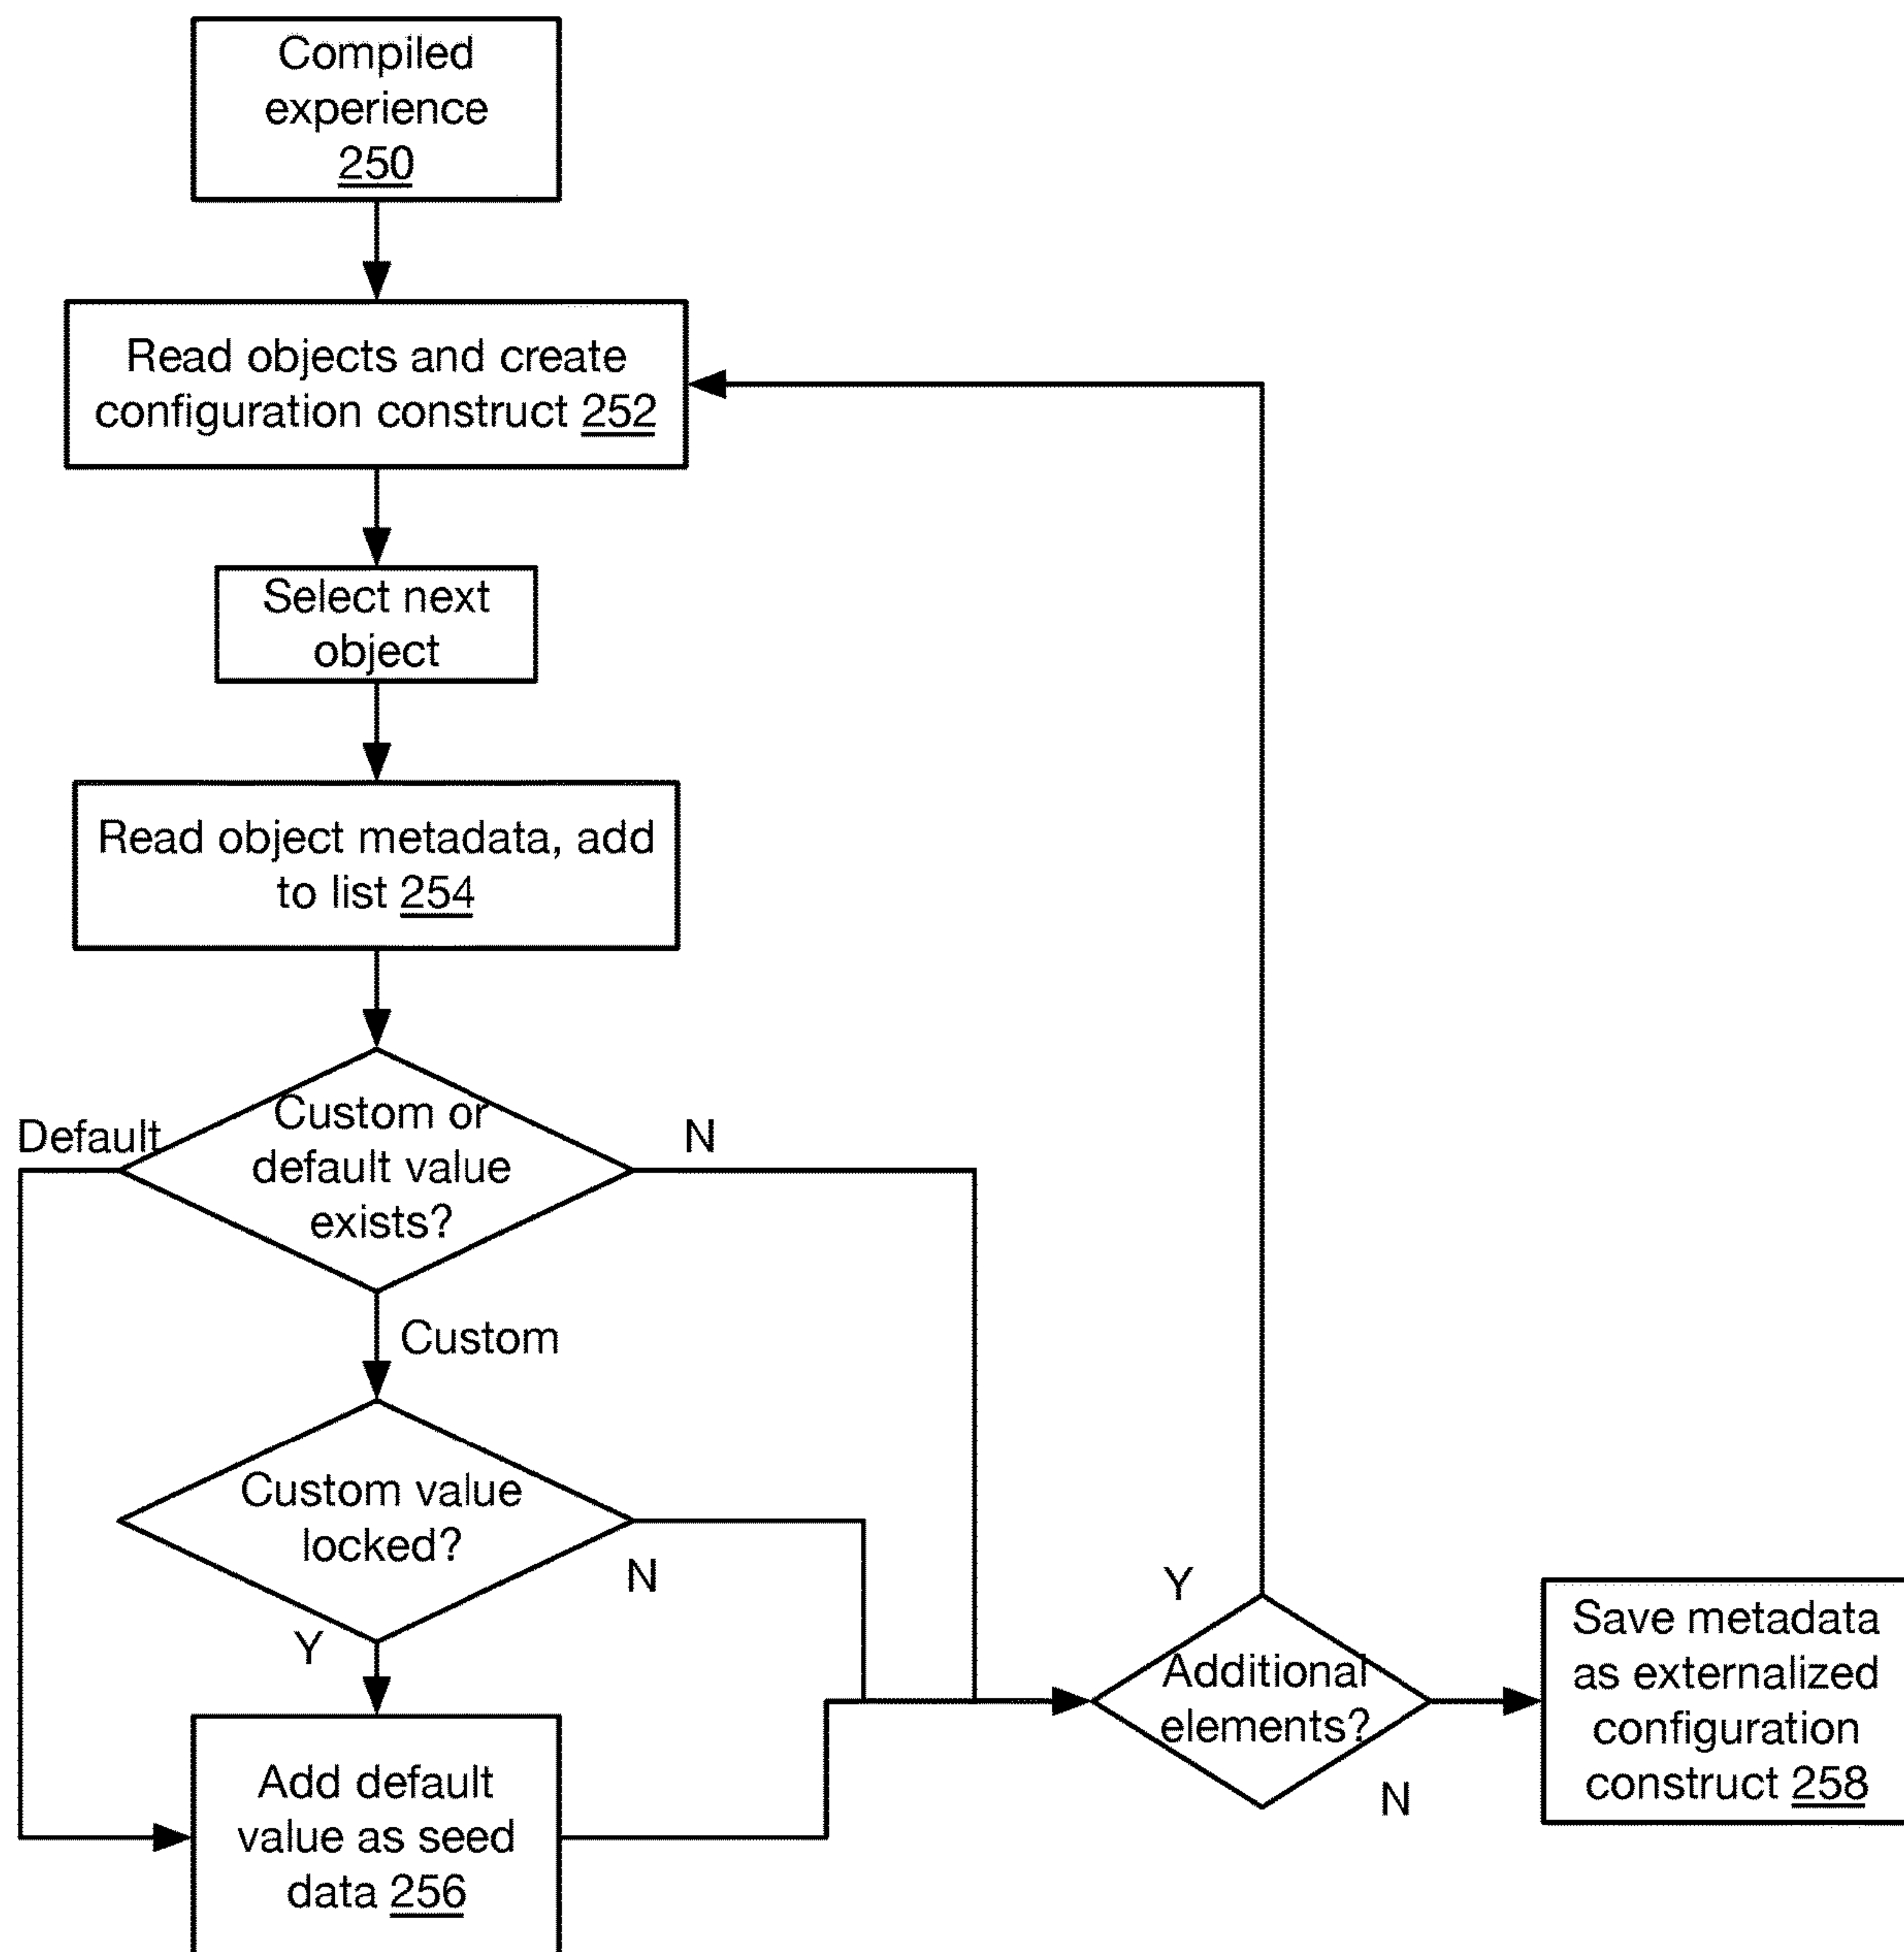 Compiled
experience
250
Read objects and create
configuration construct 252
Select next
object
Read object metadata, add
to list 254
Default
Custom or
default value
exists?
N
Custom
Custom value
locked?
N
Y
Add default
value as seed
data 256
Y
Additional
elements?
N
Save metadata
as externalized
configuration
construct 258